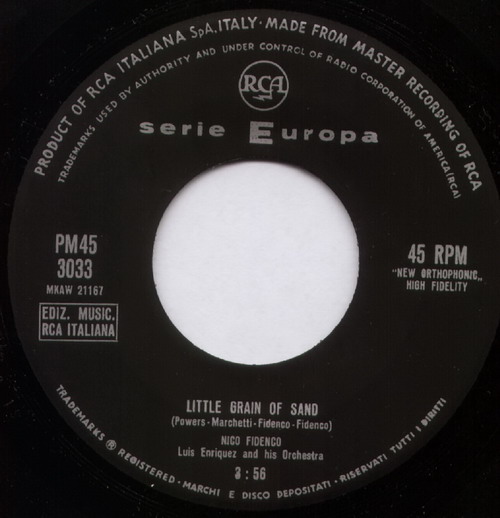 PRODUCT OF RCA ITALIANA SpA, ITALY · MADE FROM MASTER RECORDING OF RCA
TRADEMARKS USED BY AUTHORITY AND UNDER CONTROL OF RADIO CORPORATION OF AMERICA (RCA)
RCA
serie Europa
PM45
3033
MKAW 21167
EDIZ. MUSIC.
RCA ITALIANA
45 RPM
"NEW ORTHOPHONIC"
HIGH FIDELITY
LITTLE GRAIN OF SAND
(Powers - Marchetti - Fidenco - Fidenco)
NICO FIDENCO
Luis Enriquez and his Orchestra
3 : 56
TRADEMARKS ® REGISTERED - MARCHI E DISCO DEPOSITATI - RISERVATI TUTTI I DIRITTI